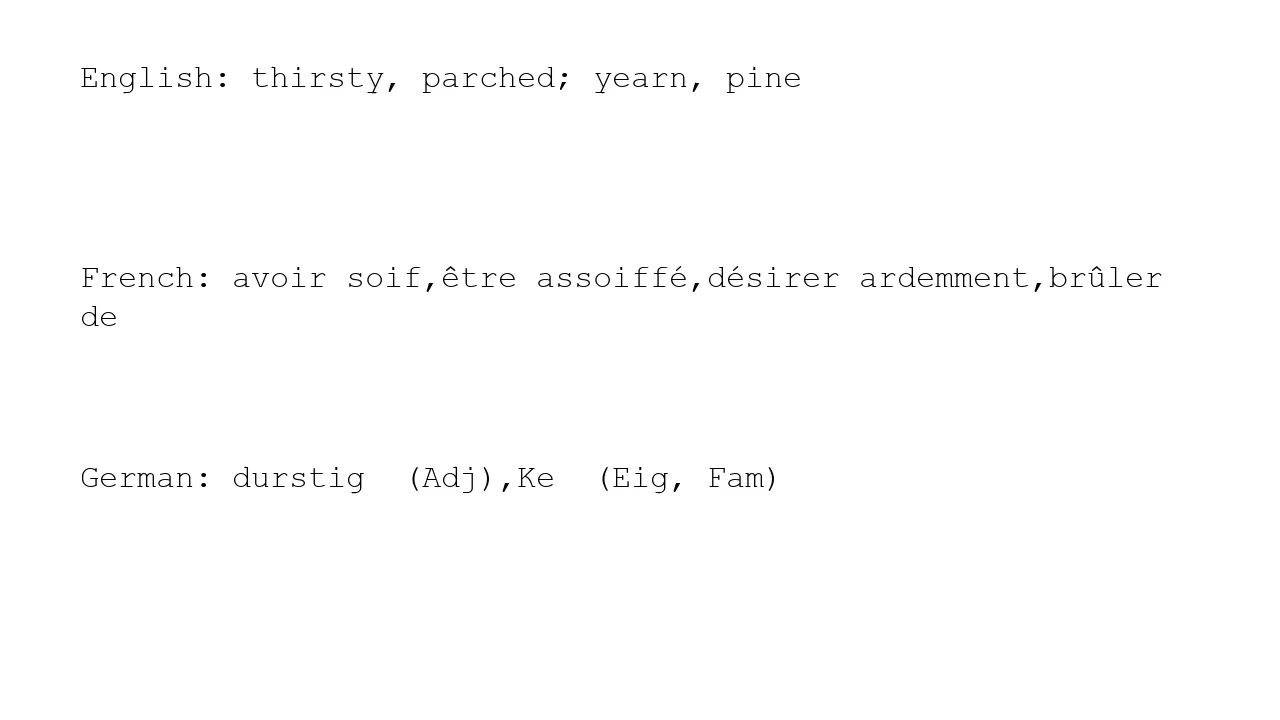 English: thirsty, parched; yearn, pine
French: avoir soif,être assoiffé,désirer ardemment,brûler
de
German: durstig  (Adj),Ke  (Eig, Fam)